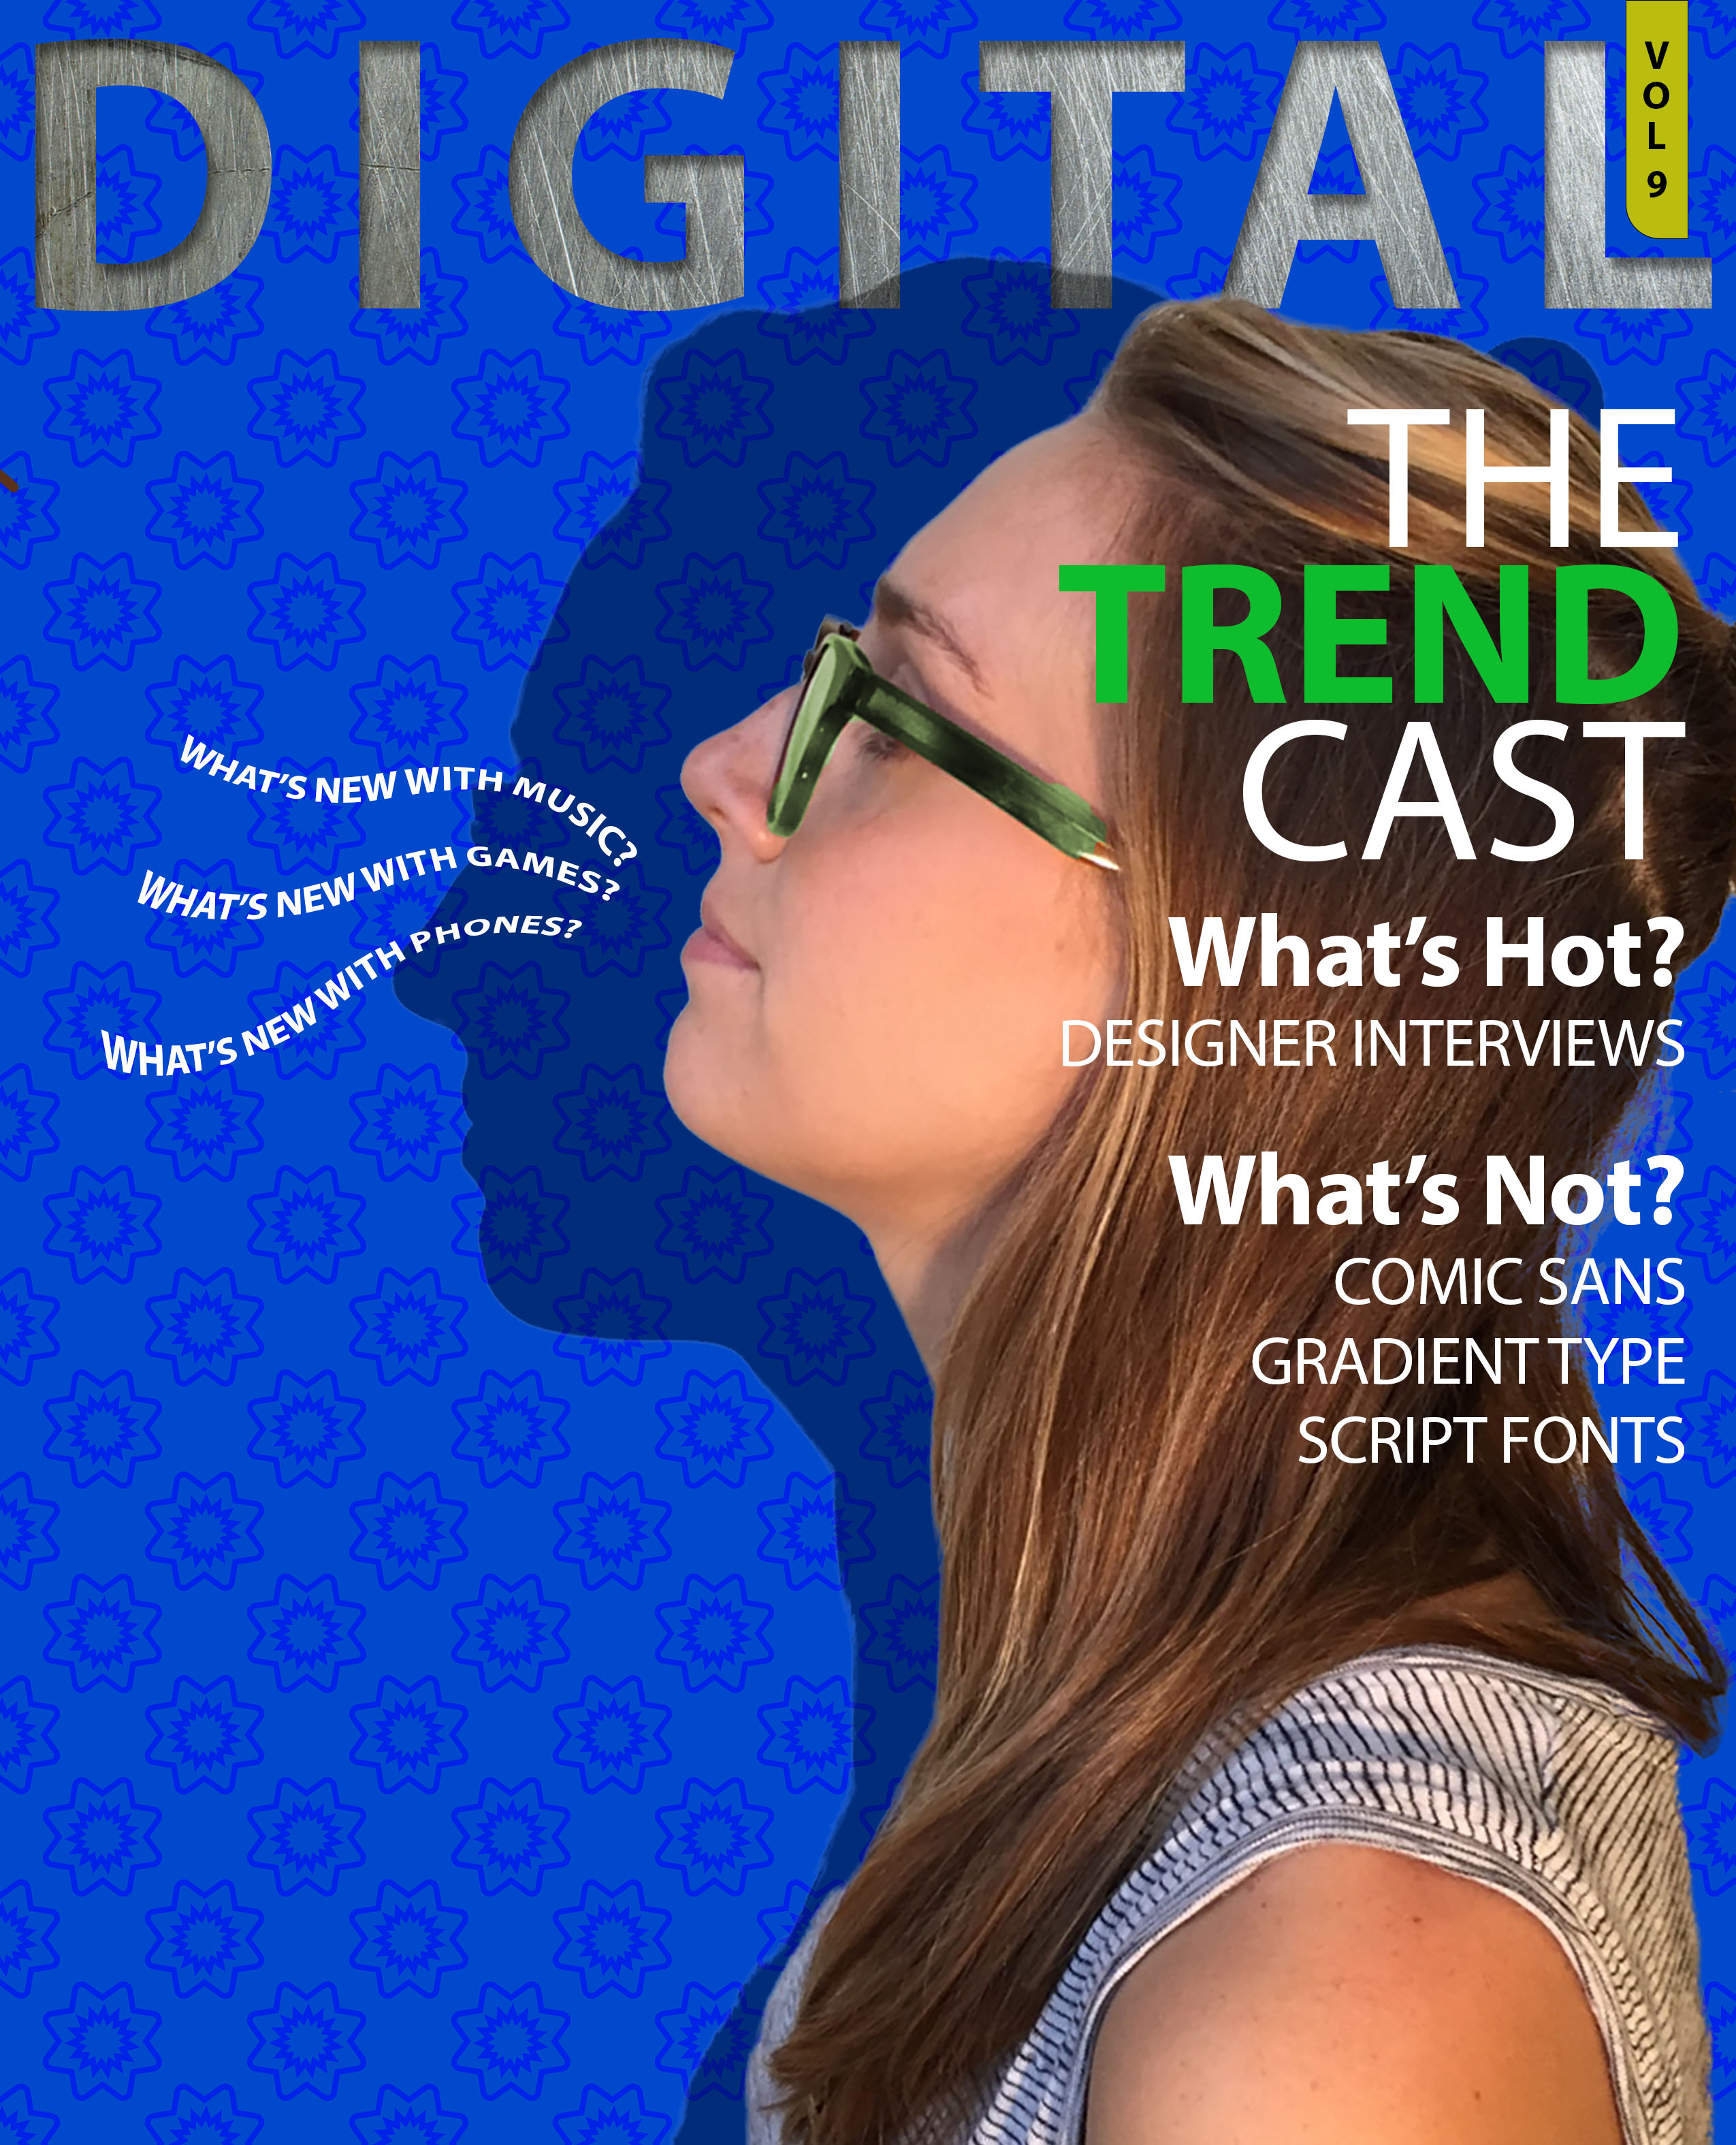 DIGITAL
VOL 9
THE
TREND
CAST
WHAT'S NEW WITH MUSIC?
WHAT'S NEW WITH GAMES?
WHAT'S NEW WITH PHONES?
What's Hot?
DESIGNER INTERVIEWS
What's Not?
COMIC SANS
GRADIENT TYPE
SCRIPT FONTS